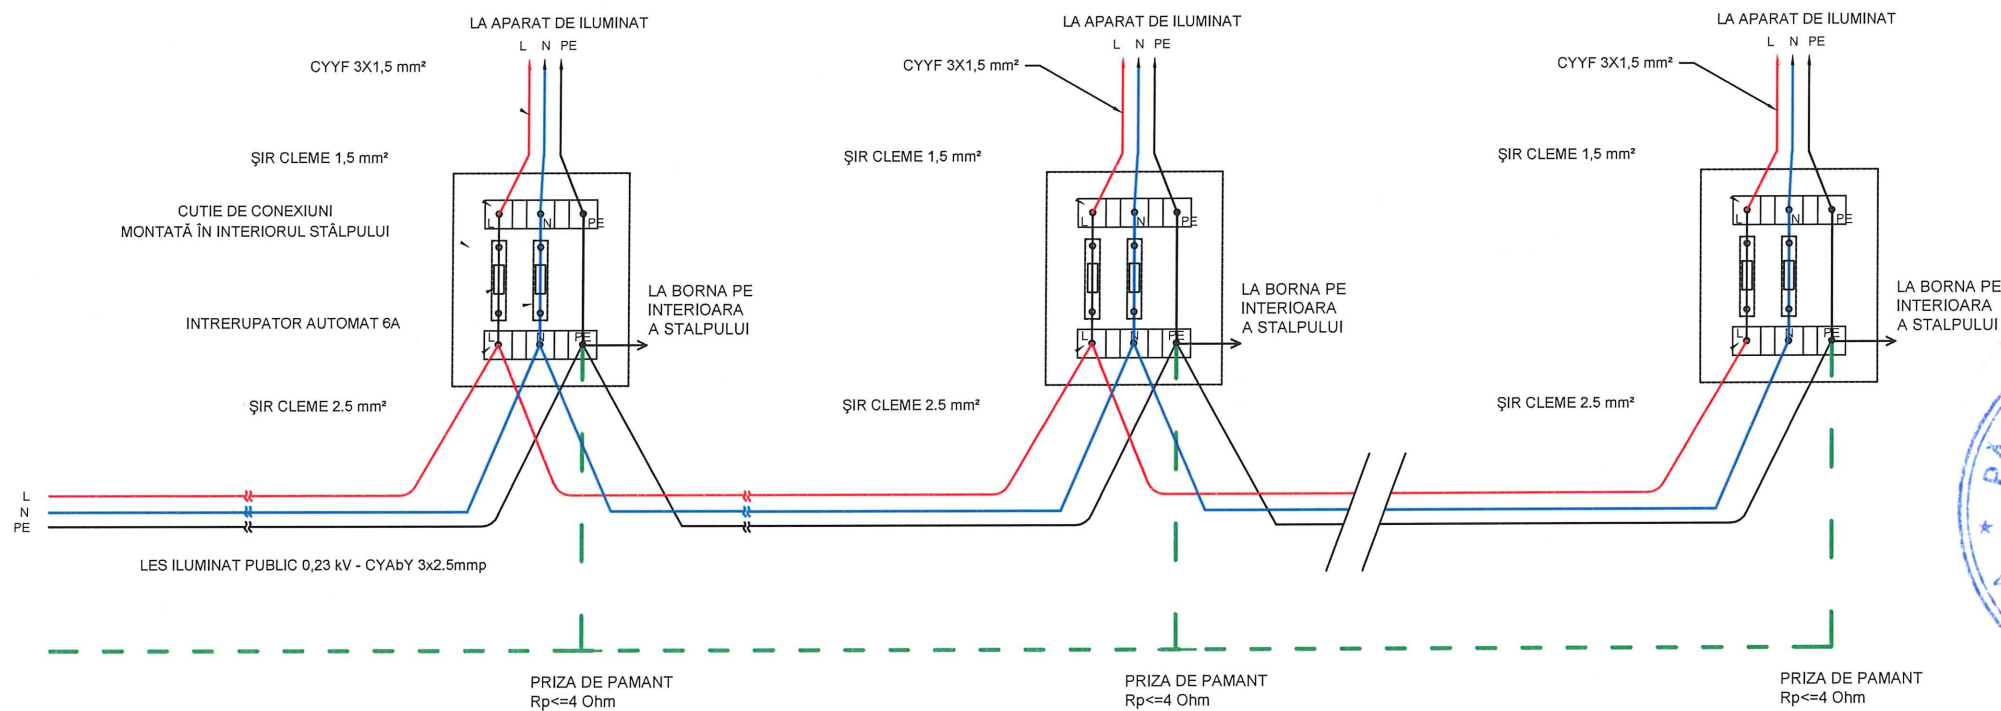 LA APARAT DE ILUMINAT
L N PE
CYYF 3X1,5 mm²
ŞIR CLEME 1,5 mm²
CUTIE DE CONEXIUNI
MONTATĂ ÎN INTERIORUL STÂLPULUI
L N PE
INTRERUPATOR AUTOMAT 6A
L N PE
LA BORNA PE
INTERIOARA
A STALPULUI
ŞIR CLEME 2.5 mm²
LA APARAT DE ILUMINAT
L N PE
CYYF 3X1,5 mm²
ŞIR CLEME 1,5 mm²
L N PE
L N PE
LA BORNA PE
INTERIOARA
A STALPULUI
ŞIR CLEME 2.5 mm²
LA APARAT DE ILUMINAT
L N PE
CYYF 3X1,5 mm²
ŞIR CLEME 1,5 mm²
L N PE
L N PE
LA BORNA PE
INTERIOARA
A STALPULUI
ŞIR CLEME 2.5 mm²
L
N
PE
LES ILUMINAT PUBLIC 0,23 kV - CYAbY 3x2.5mmp
PRIZA DE PAMANT
Rp<=4 Ohm
PRIZA DE PAMANT
Rp<=4 Ohm
PRIZA DE PAMANT
Rp<=4 Ohm